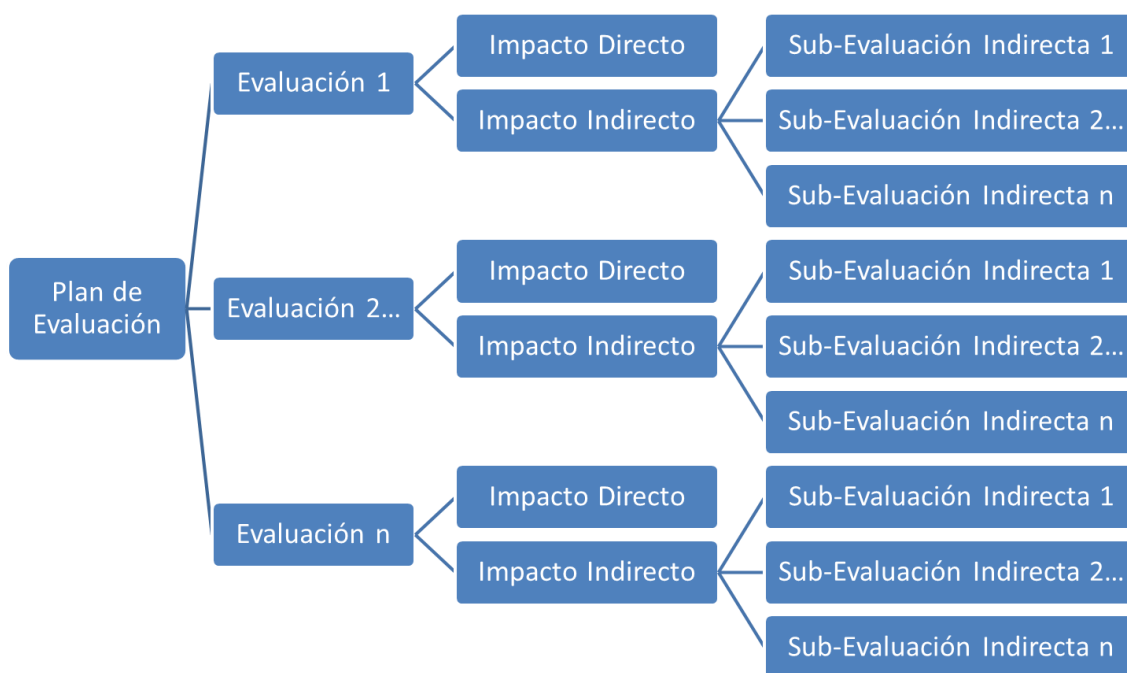 Plan de
Evaluación
Evaluación 1
Impacto Directo
Impacto Indirecto
Sub-Evaluación Indirecta 1
Sub-Evaluación Indirecta 2...
Sub-Evaluación Indirecta n
Evaluación 2...
Impacto Directo
Impacto Indirecto
Sub-Evaluación Indirecta 1
Sub-Evaluación Indirecta 2...
Sub-Evaluación Indirecta n
Evaluación n
Impacto Directo
Impacto Indirecto
Sub-Evaluación Indirecta 1
Sub-Evaluación Indirecta 2...
Sub-Evaluación Indirecta n